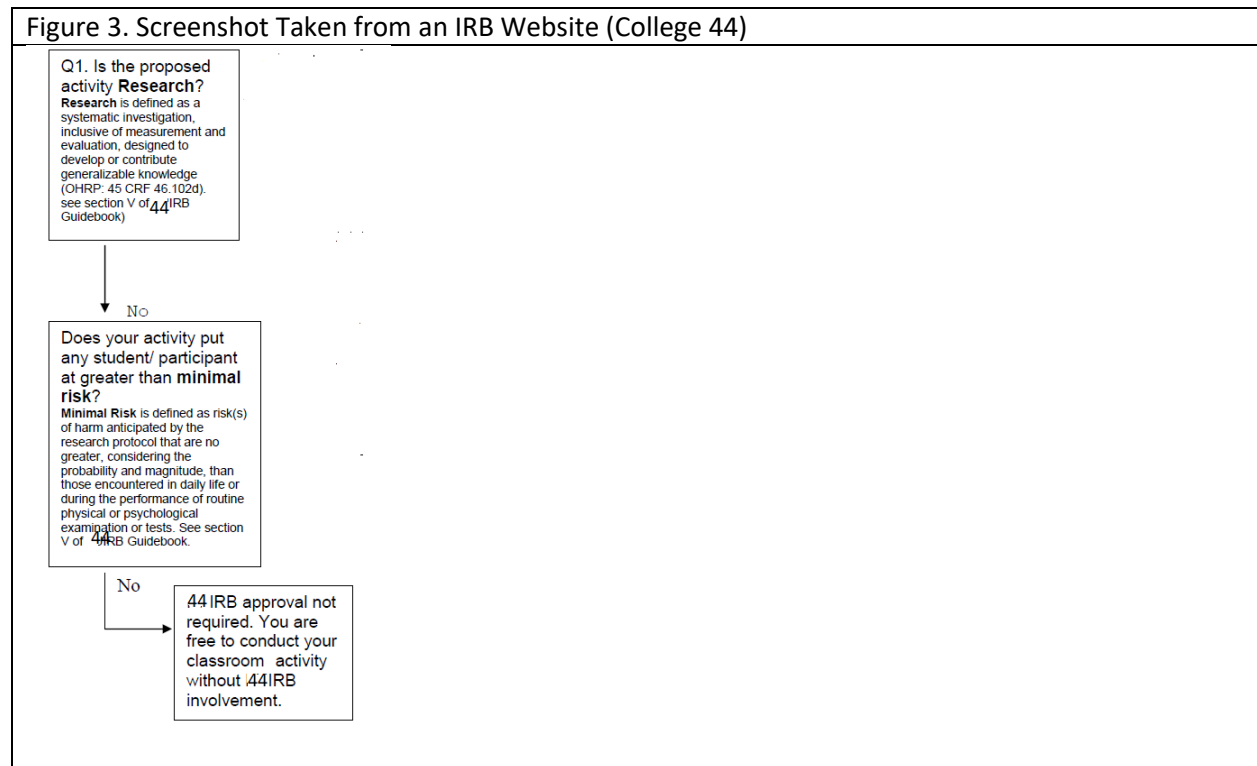 Figure 3. Screenshot Taken from an IRB Website (College 44)
Q1. Is the proposed
activity Research?
Research is defined as a
systematic investigation,
inclusive of measurement and
evaluation, designed to
develop or contribute
generalizable knowledge
(OHRP: 45 CRF 46.102d).
see section V of 44 IRB
Guidebook)
No
Does your activity put
any student/ participant
at greater than minimal
risk?
Minimal Risk is defined as risk(s)
of harm anticipated by the
research protocol that are no
greater, considering the
probability and magnitude, than
those encountered in daily life or
during the performance of routine
physical or psychological
examination or tests. See section
V of 44 IRB Guidebook.
No
44 IRB approval not
required. You are
free to conduct your
classroom activity
without 44 IRB
involvement.